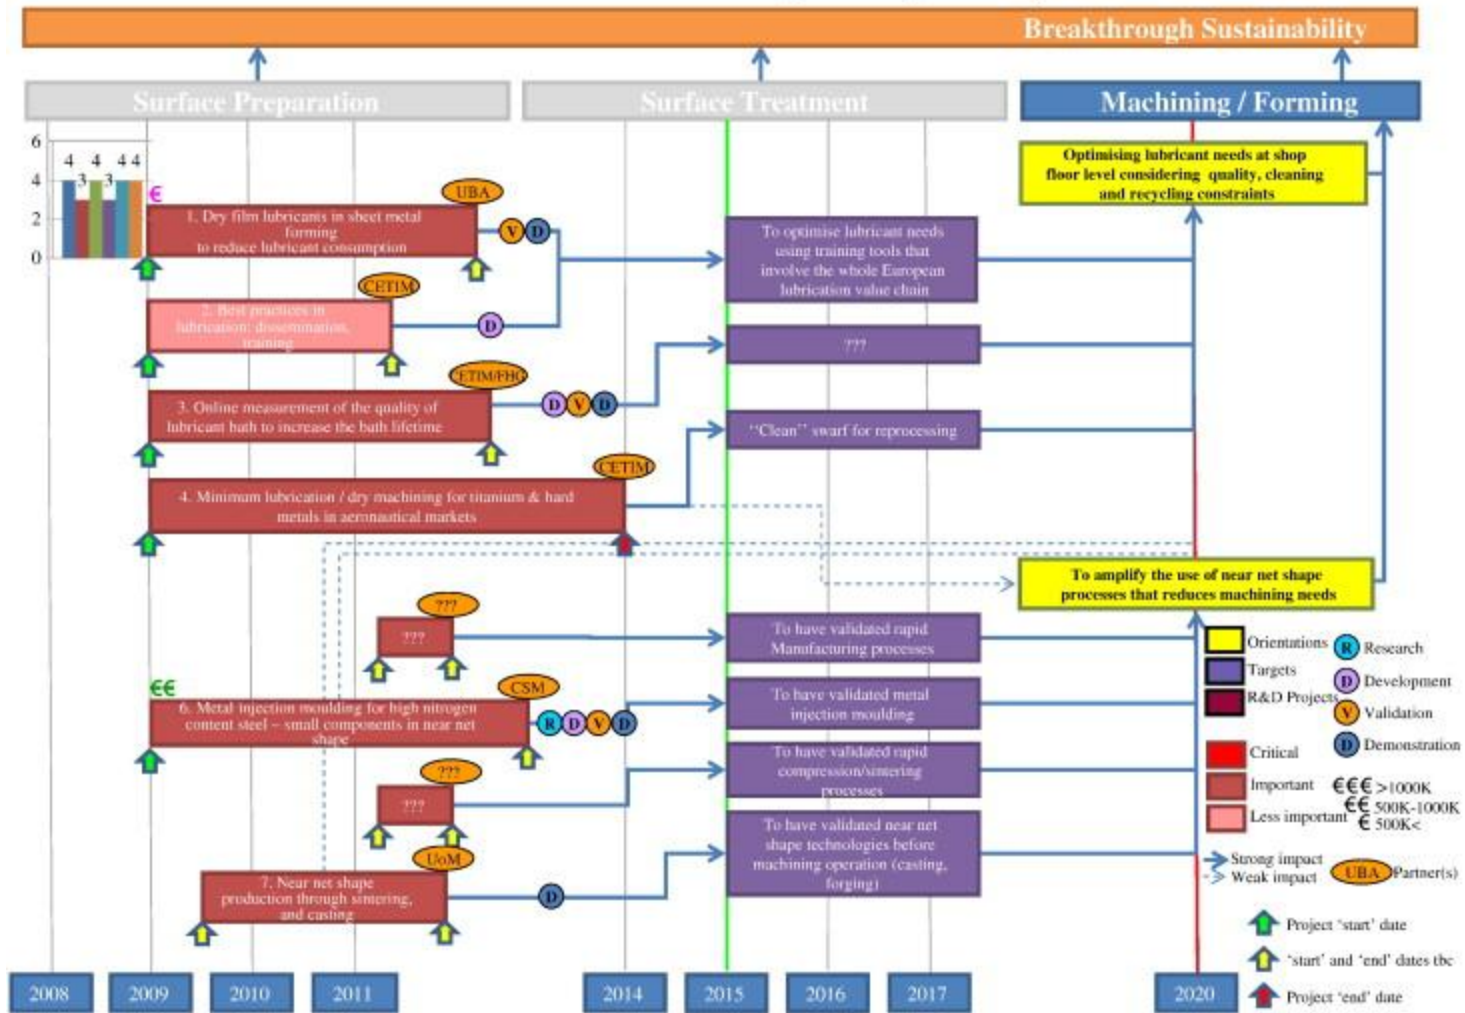 Breakthrough Sustainability
Surface Preparation
Surface Treatment
Machining / Forming
6
4
2
0
4
3
4
3
4 4
€
UBA
1. Dry film lubricants in sheet metal
forming
to reduce lubricant consumption
V
D
To optimise lubricant needs
using training tools that
involve the whole European
lubrication value chain
Optimising lubricant needs at shop
floor level considering quality, cleaning
and recycling constraints
CETIM
2. Best practices in
lubrication: dissemination,
training
D
???
CETIM/FHG
3. Online measurement of the quality of
lubricant bath to increase the bath lifetime
D
V
D
"Clean" swarf for reprocessing
CETIM
4. Minimum lubrication / dry machining for titanium & hard
metals in aeronautical markets
To amplify the use of near net shape
processes that reduces machining needs
???
???
To have validated rapid
Manufacturing processes
€€
CSM
6. Metal injection moulding for high nitrogen
content steel – small components in near net
shape
R
D
V
D
To have validated metal
injection moulding
???
???
To have validated rapid
compression/sintering
processes
UoM
7. Near net shape
production through sintering,
and casting
D
To have validated near net
shape technologies before
machining operation (casting,
forging)
Orientations
Targets
R&D Projects
R Research
D Development
V Validation
D Demonstration
Critical
Important
Less important
€€€ >1000K
€€ 500K-1000K
€ 500K<
Strong impact
Weak impact
UBA Partner(s)
Project 'start' date
'start' and 'end' dates tbc
Project 'end' date
2008
2009
2010
2011
2014
2015
2016
2017
2020